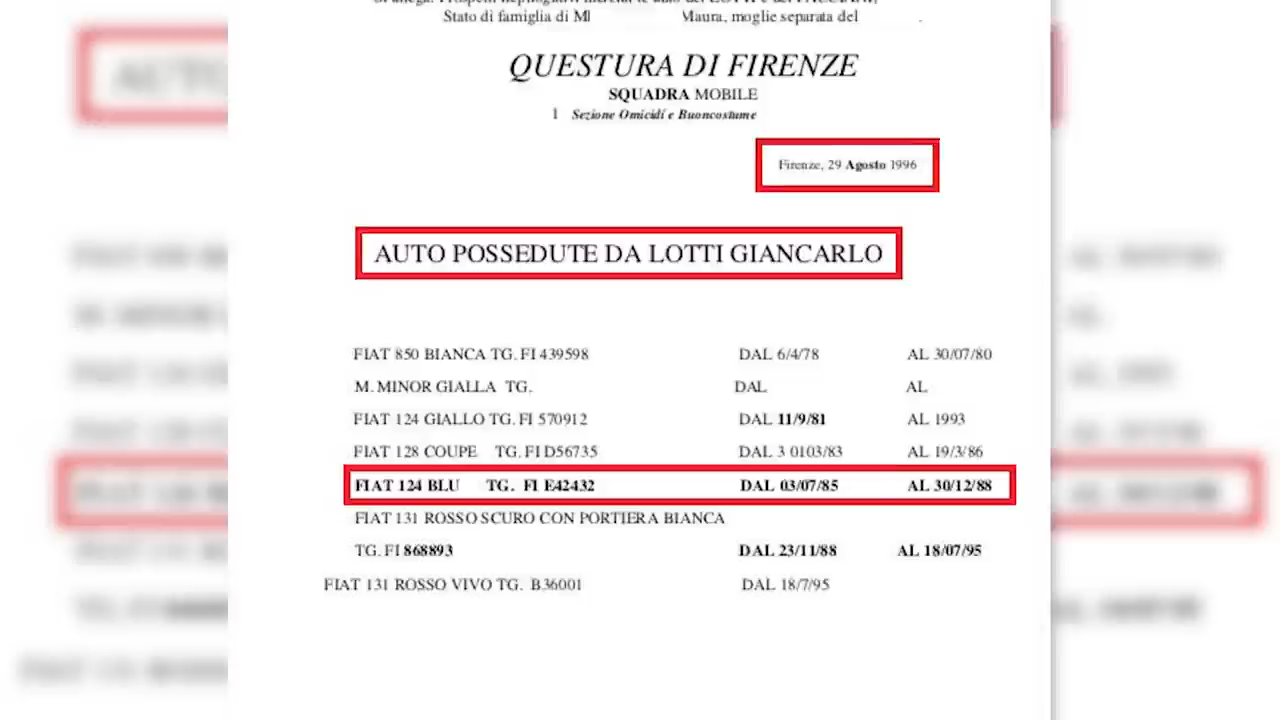 Stato di famiglia di M Maura, moglie separata del
QUESTURA DI FIRENZE
SQUADRA MOBILE
1 Sezione Omicidi e Buoncostume
Firenze, 29 Agosto 1996
AUTO POSSEDUTE DA LOTTI GIANCARLO
FIAT 850 BIANCA TG. FI 439598 DAL 6/4/78 AL 30/07/80
M. MINOR GIALLA TG. DAL AL
FIAT 124 GIALLO TG. FI 570912 DAL 11/9/81 AL 1993
FIAT 128 COUPE TG. FI D56735 DAL 3 0103/83 AL 19/3/86
FIAT 124 BLU TG. FI E42432 DAL 03/07/85 AL 30/12/88
FIAT 131 ROSSO SCURO CON PORTIERA BIANCA
TG. FI 868893 DAL 23/11/88 AL 18/07/95
FIAT 131 ROSSO VIVO TG. B36001 DAL 18/7/95